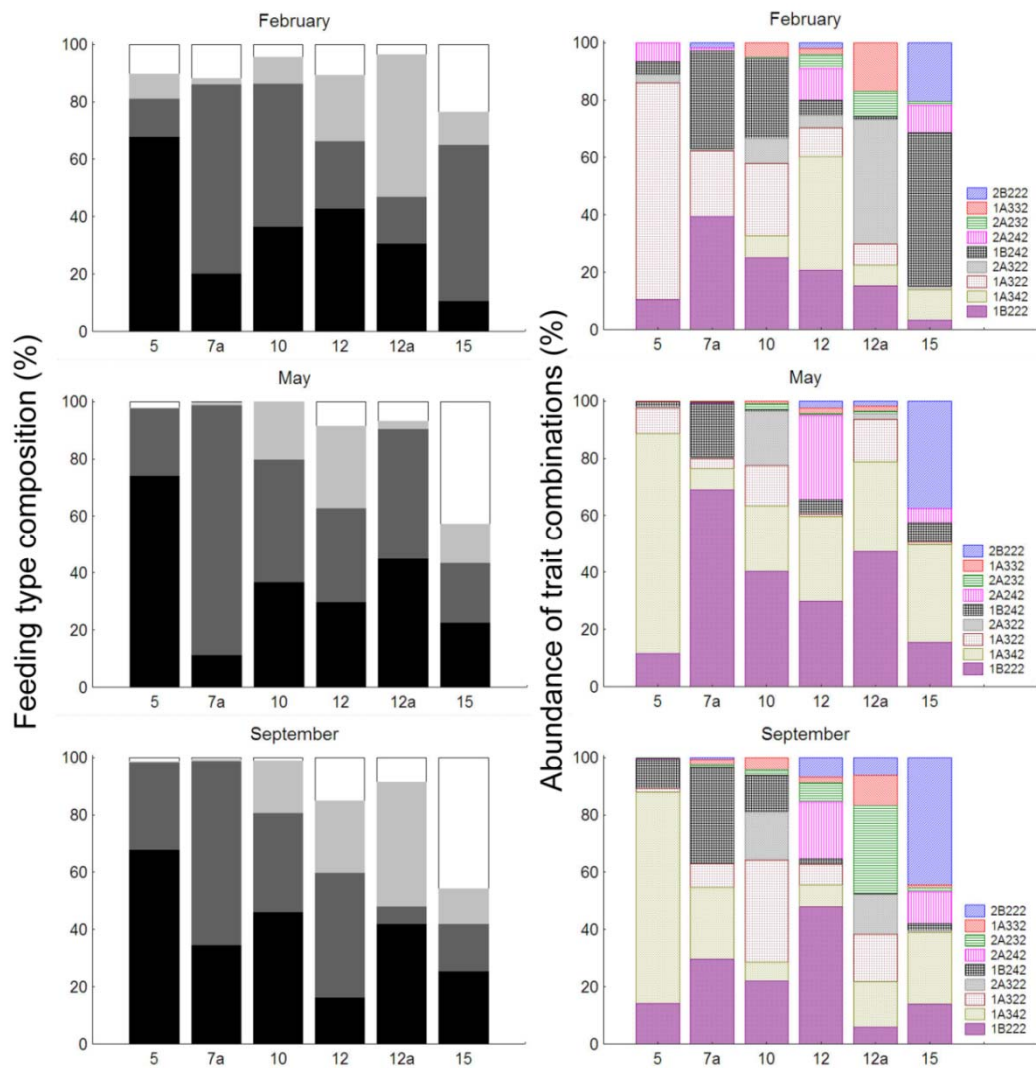 Feeding type composition (%)
February
100
80
60
40
20
0
5 7a 10 12 12a 15
May
100
80
60
40
20
0
5 7a 10 12 12a 15
September
100
80
60
40
20
0
5 7a 10 12 12a 15
Abundance of trait combinations (%)
February
100
80
60
40
20
0
5 7a 10 12 12a 15
2B222
1A332
2A232
2A242
1B242
2A322
1A322
1A342
1B222
May
100
80
60
40
20
0
5 7a 10 12 12a 15
2B222
1A332
2A232
2A242
1B242
2A322
1A322
1A342
1B222
September
100
80
60
40
20
0
5 7a 10 12 12a 15
2B222
1A332
2A232
2A242
1B242
2A322
1A322
1A342
1B222